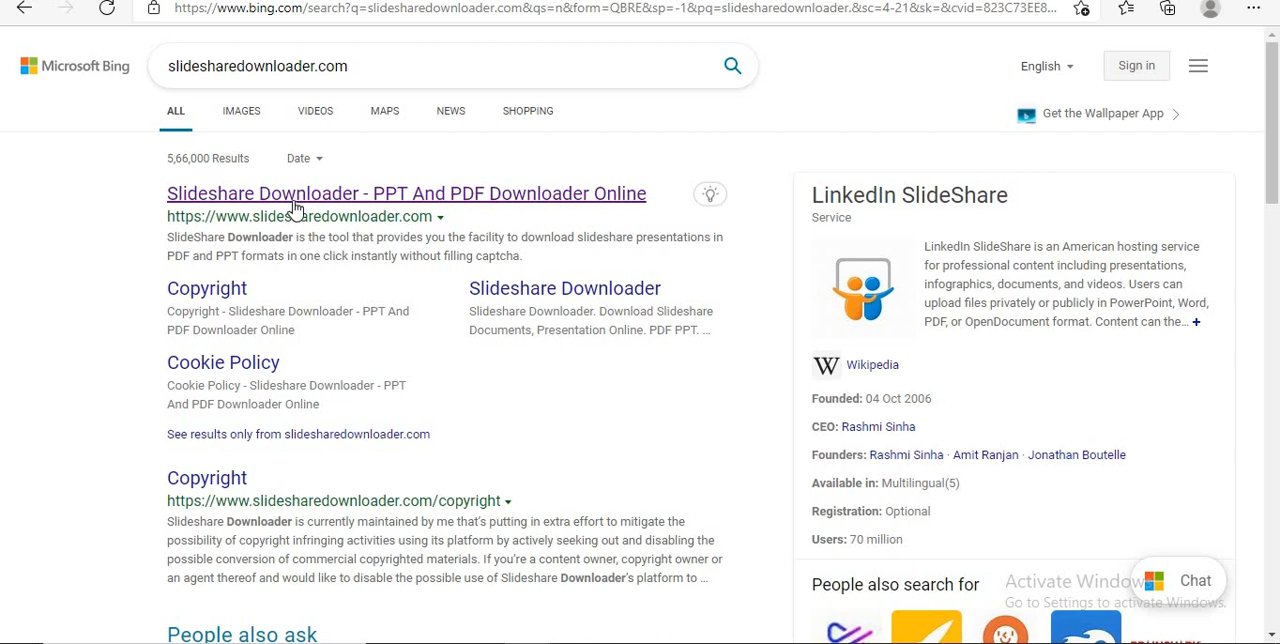 https://www.bing.com/search?q=slidesharedownloader.com&qs=n&form=QBRE&sp=-1&pq=slidesharedownloader.&sc=4-21&sk=&cvid=823C73EE8...
Microsoft Bing
slidesharedownloader.com
English
Sign in
ALL IMAGES VIDEOS MAPS NEWS SHOPPING
Get the Wallpaper App
5,66,000 Results Date
Slideshare Downloader - PPT And PDF Downloader Online
https://www.slidesharedownloader.com
SlideShare Downloader is the tool that provides you the facility to download slideshare presentations in
PDF and PPT formats in one click instantly without filling captcha.
Copyright
Copyright - Slideshare Downloader - PPT And
PDF Downloader Online
Slideshare Downloader
Slideshare Downloader. Download Slideshare
Documents, Presentation Online. PDF PPT. ...
Cookie Policy
Cookie Policy - Slideshare Downloader - PPT
And PDF Downloader Online
See results only from slidesharedownloader.com
Copyright
https://www.slidesharedownloader.com/copyright
Slideshare Downloader is currently maintained by me that's putting in extra effort to mitigate the
possibility of copyright infringing activities using its platform by actively seeking out and disabling the
possible conversion of commercial copyrighted materials. If you're a content owner, copyright owner or
an agent thereof and would like to disable the possible use of Slideshare Downloader's platform to ...
People also ask
LinkedIn SlideShare
Service
LinkedIn SlideShare is an American hosting service
for professional content including presentations,
infographics, documents, and videos. Users can
upload files privately or publicly in PowerPoint, Word,
PDF, or OpenDocument format. Content can the... +
W Wikipedia
Founded: 04 Oct 2006
CEO: Rashmi Sinha
Founders: Rashmi Sinha · Amit Ranjan · Jonathan Boutelle
Available in: Multilingual(5)
Registration: Optional
Users: 70 million
People also search for
Activate Window
Go to Settings to activate Windows.
Chat